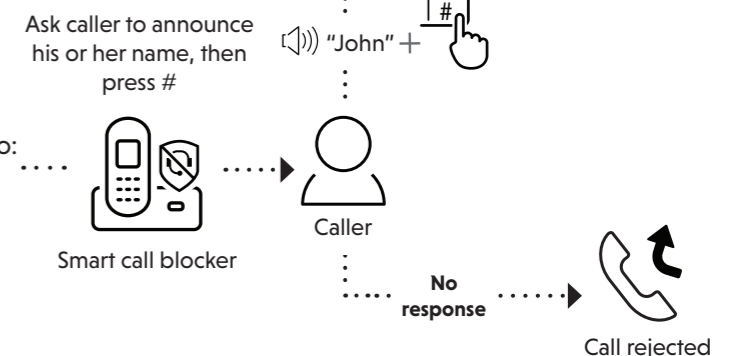 Ask caller to announce
his or her name, then
press #
#
“John” +
o:
Smart call blocker
Caller
No
response
Call rejected